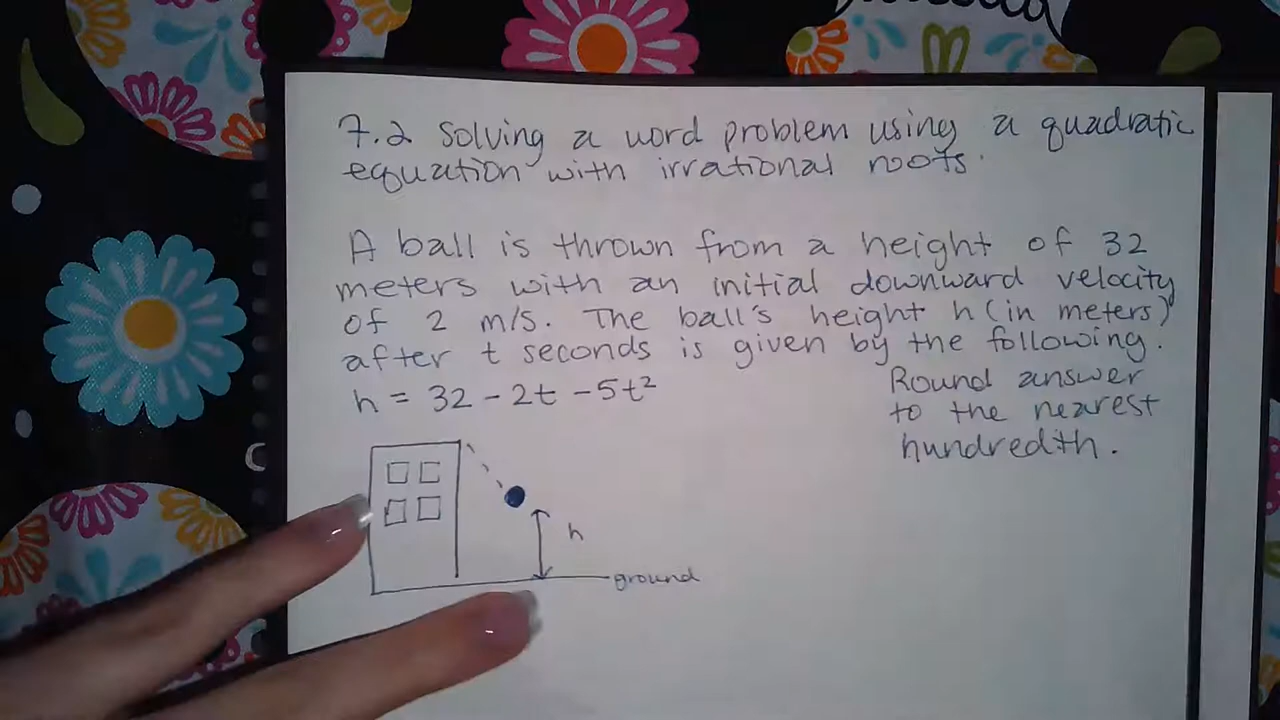 7.2 solving a word problem using a quadratic
equation with irrational roots.
A ball is thrown from a height of 32
meters with an initial downward velocity
of 2 m/s. The ball's height h (in meters)
after t seconds is given by the following.
h = 32 - 2t - 5t²
Round answer
to the nearest
hundredth.
h
ground